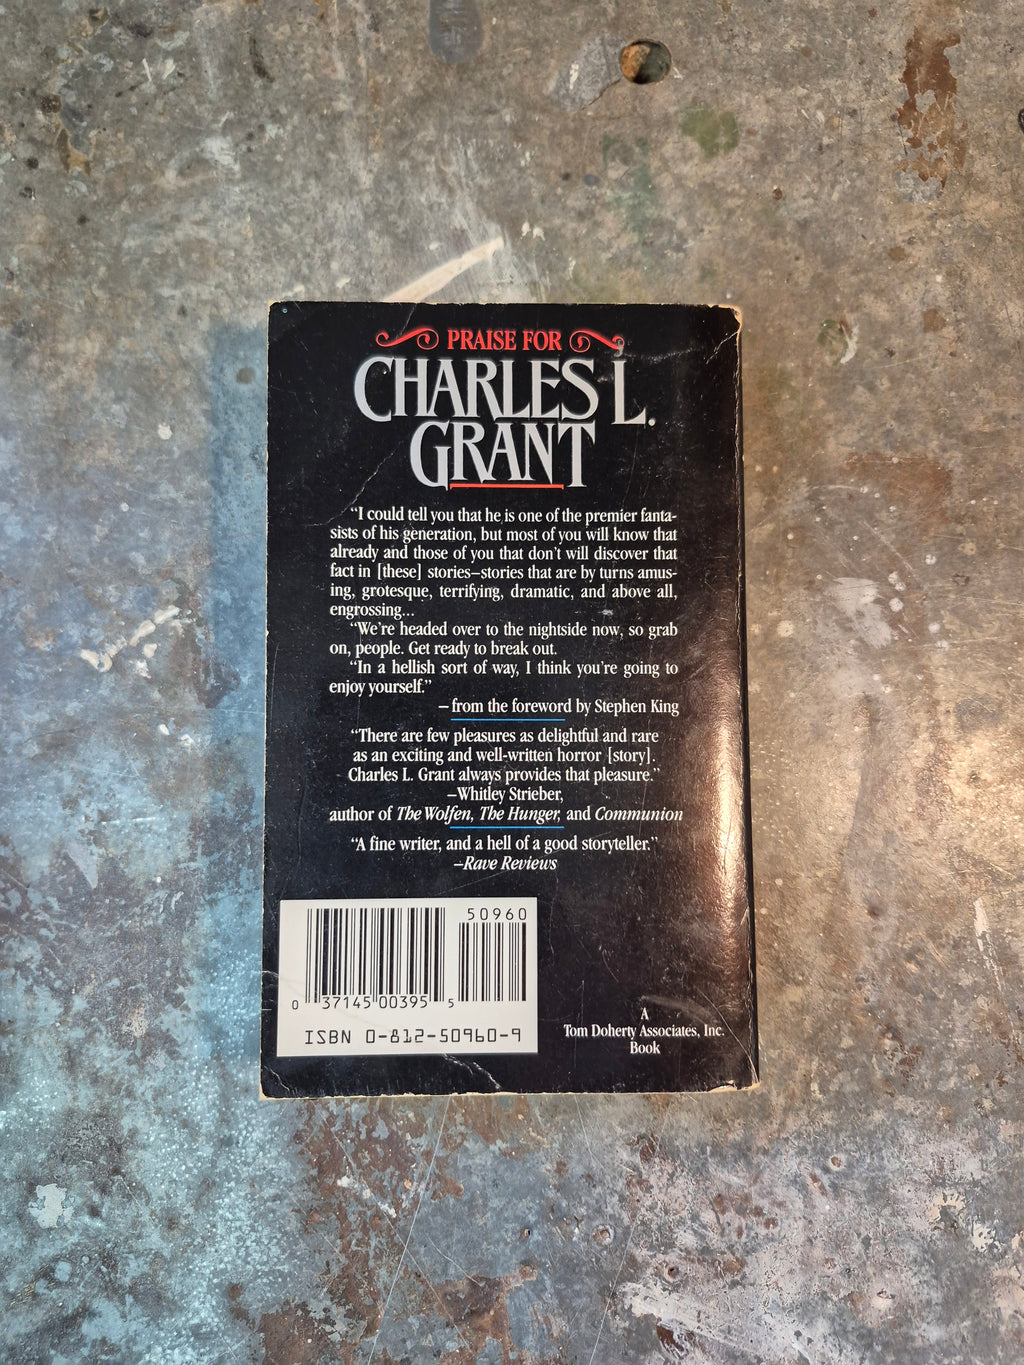 PRAISE FOR
CHARLES L.
GRANT
“I could tell you that he is one of the premier fanta-
sists of his generation, but most of you will know that
already and those of you that don't will discover that
fact in [these] stories–stories that are by turns amus-
ing, grotesque, terrifying, dramatic, and above all,
engrossing...
“We're headed over to the nightside now, so grab
on, people. Get ready to break out.
“In a hellish sort of way, I think you're going to
enjoy yourself.”
– from the foreword by Stephen King
“There are few pleasures as delightful and rare
as an exciting and well-written horror [story].
Charles L. Grant always provides that pleasure.”
–Whitley Strieber,
author of The Wolfen, The Hunger, and Communion
“A fine writer, and a hell of a good storyteller.”
–Rave Reviews
50960
0 37145 00395 5
ISBN 0-812-50960-9
A
Tom Doherty Associates, Inc.
Book